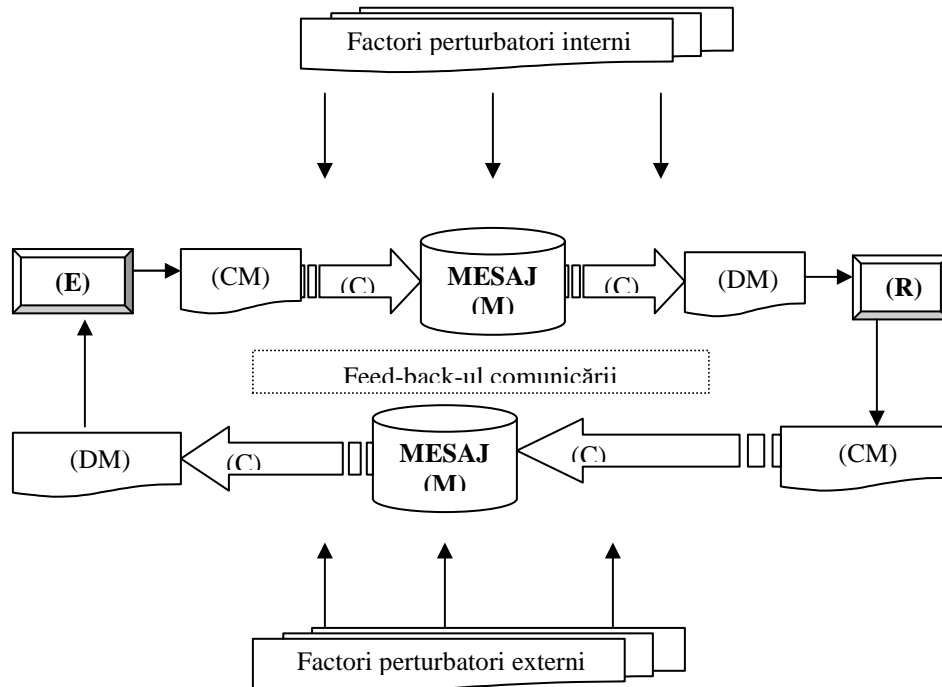 Factori perturbatori interni
(E)
(CM)
(C)
MESAJ
(M)
(C)
(DM)
(R)
Feed-back-ul comunicării
(DM)
(C)
MESAJ
(M)
(C)
(CM)
Factori perturbatori externi